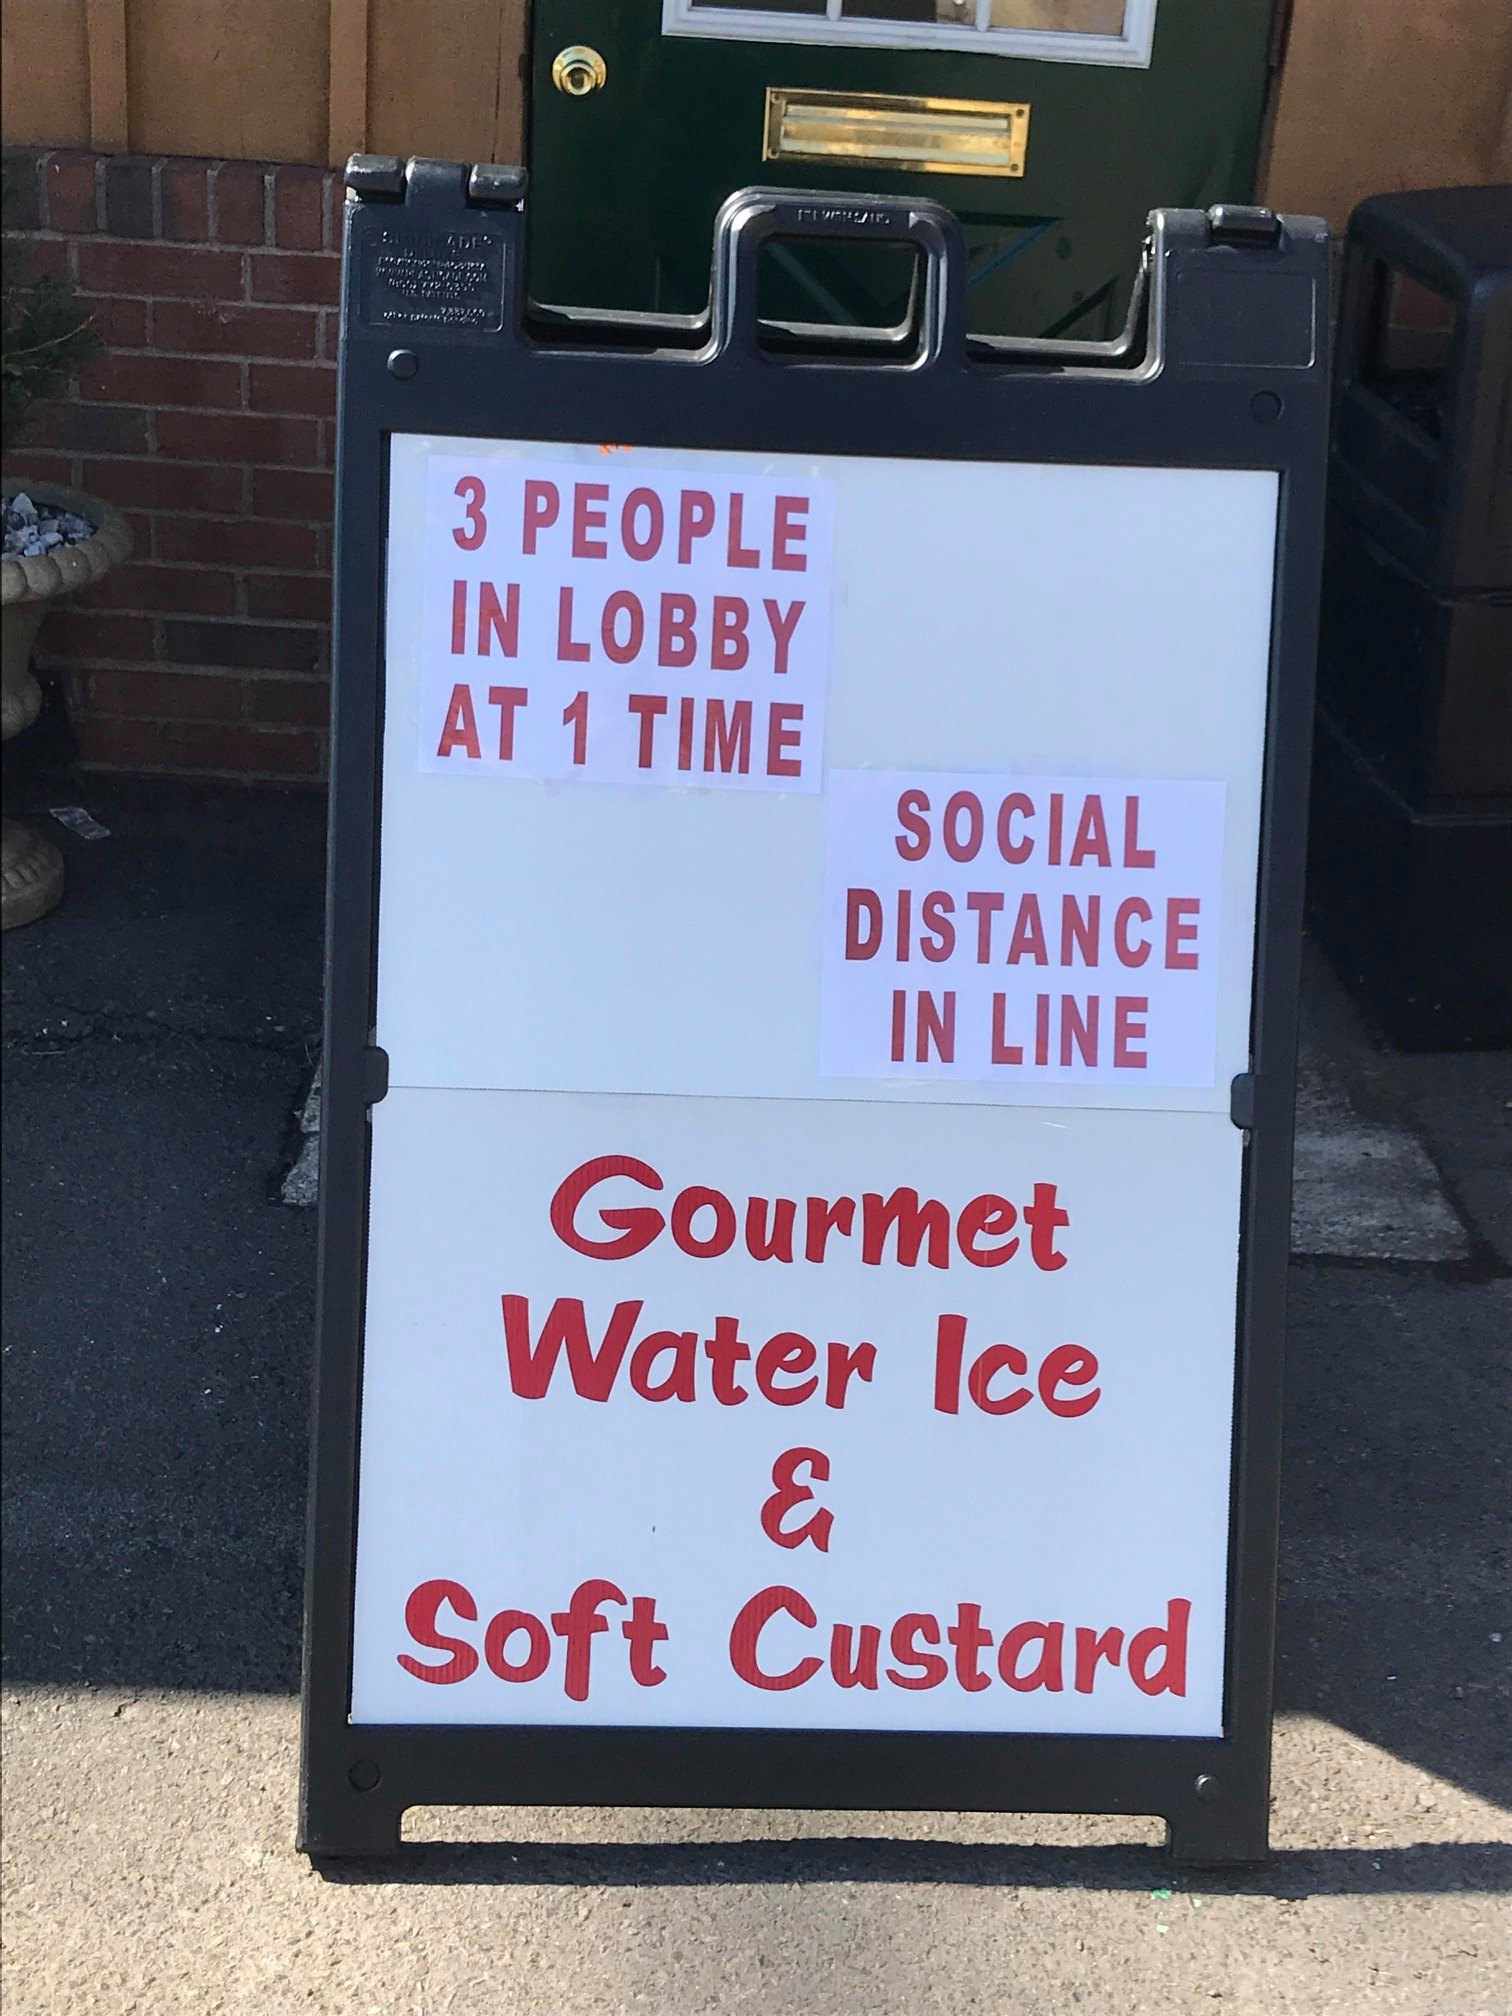 3 PEOPLE
IN LOBBY
AT 1 TIME
SOCIAL
DISTANCE
IN LINE
Gourmet
Water Ice
&
Soft Custard